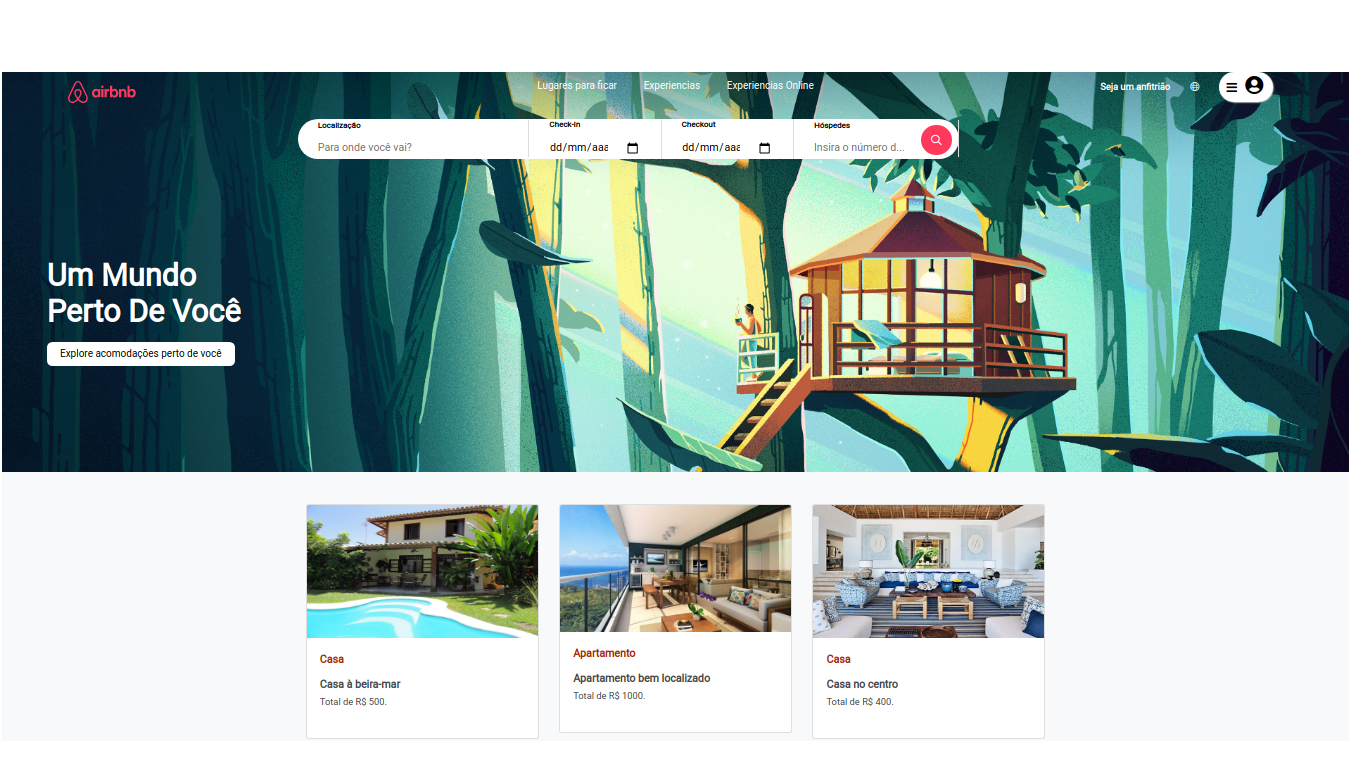 airbnb
Lugares para ficar
Experiencias
Experiencias Online
Seja um anfitrião
Localização
Check-in
Checkout
Hóspedes
Para onde você vai?
dd/mm/aaa
dd/mm/aaa
Insira o número d...
Um Mundo
Perto De Você
Explore acomodações perto de você
Casa
Casa à beira-mar
Total de R$ 500.
Apartamento
Apartamento bem localizado
Total de R$ 1000.
Casa
Casa no centro
Total de R$ 400.